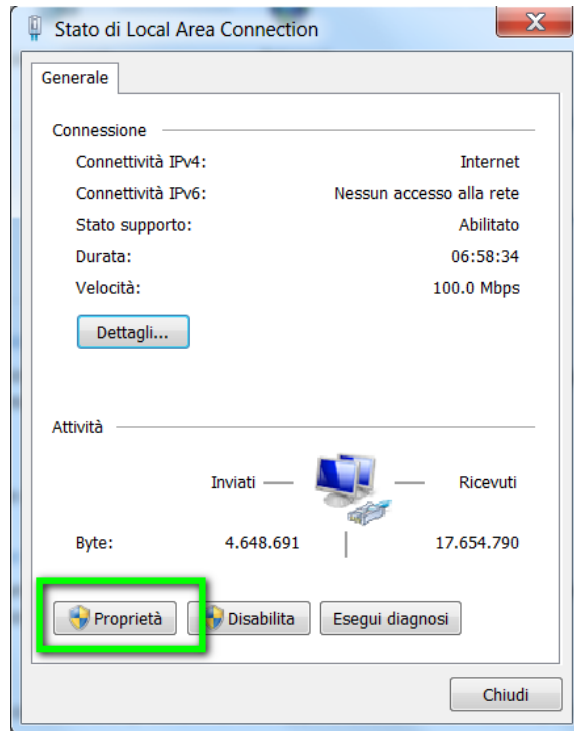 Stato di Local Area Connection
Generale
Connessione
Connettività IPv4: Internet
Connettività IPv6: Nessun accesso alla rete
Stato supporto: Abilitato
Durata: 06:58:34
Velocità: 100.0 Mbps
Dettagli...
Attività
Inviati Ricevuti
Byte: 4.648.691 17.654.790
Proprietà Disabilita Esegui diagnosi
Chiudi